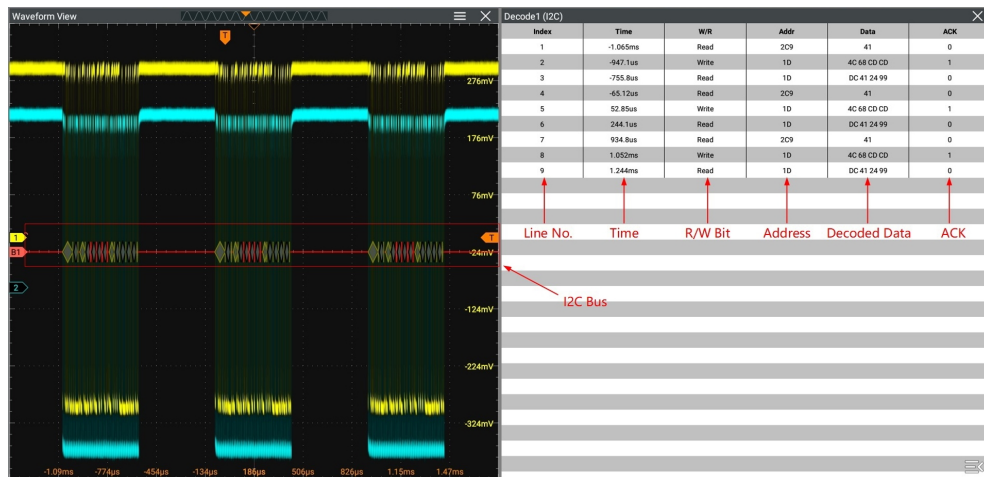 Waveform View
T
Decode1 (I2C)
Index Time W/R Addr Data ACK
1 -1.065ms Read 2C9 41 0
2 -947.1us Write 1D 4C 68 CD CD 1
3 -755.8us Read 1D DC 41 24 99 0
4 -65.12us Read 2C9 41 0
5 52.85us Write 1D 4C 68 CD CD 1
6 244.1us Read 1D DC 41 24 99 0
7 934.8us Read 2C9 41 0
8 1.052ms Write 1D 4C 68 CD CD 1
9 1.244ms Read 1D DC 41 24 99 0
Line No. Time R/W Bit Address Decoded Data ACK
I2C Bus
276mV
176mV
76mV
1
T
B1
-24mV
2
-124mV
-224mV
-324mV
-1.09ms -774µs -454µs -134µs 186µs 506µs 826µs 1.15ms 1.47ms